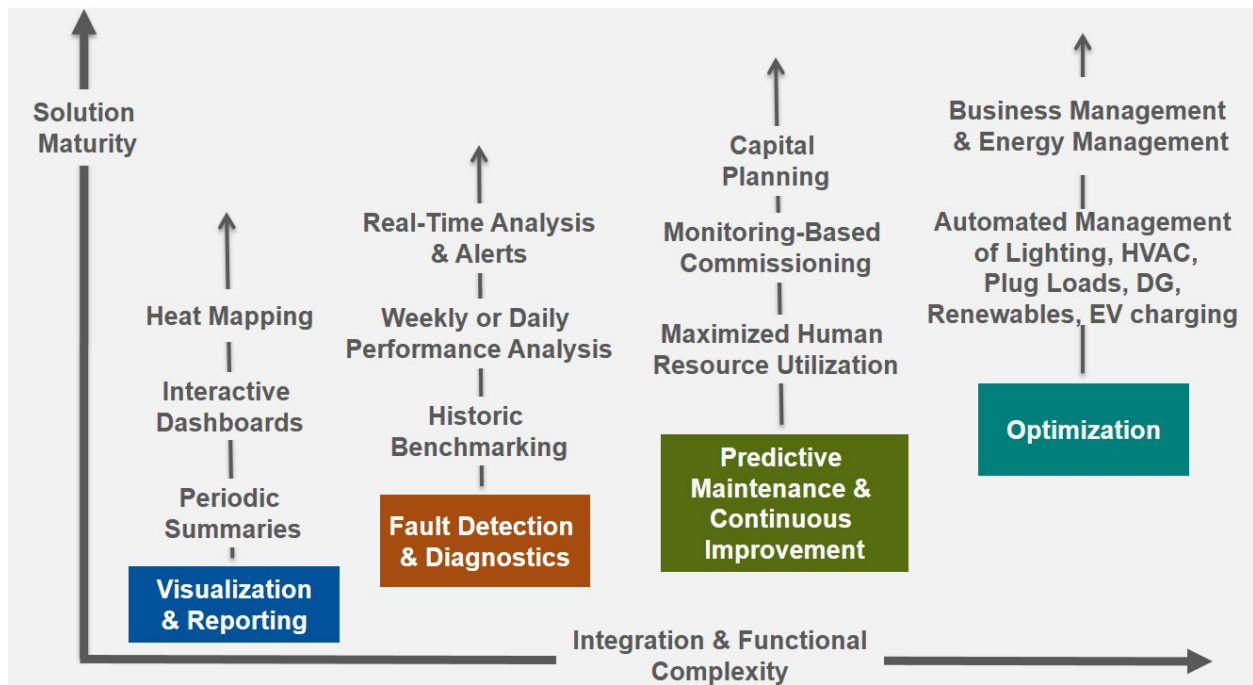 Solution
Maturity
Heat Mapping
Interactive
Dashboards
Periodic
Summaries
Visualization
& Reporting
Real-Time Analysis
& Alerts
Weekly or Daily
Performance Analysis
Historic
Benchmarking
Fault Detection
& Diagnostics
Capital
Planning
Monitoring-Based
Commissioning
Maximized Human
Resource Utilization
Predictive
Maintenance &
Continuous
Improvement
Business Management
& Energy Management
Automated Management
of Lighting, HVAC,
Plug Loads, DG,
Renewables, EV charging
Optimization
Integration & Functional
Complexity